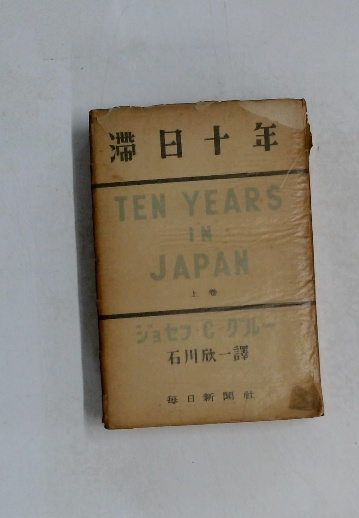 滯日十年
TEN YEARS
IN
JAPAN
上巻
ジョセフ C グルー
石川欣一譯
毎日新聞社